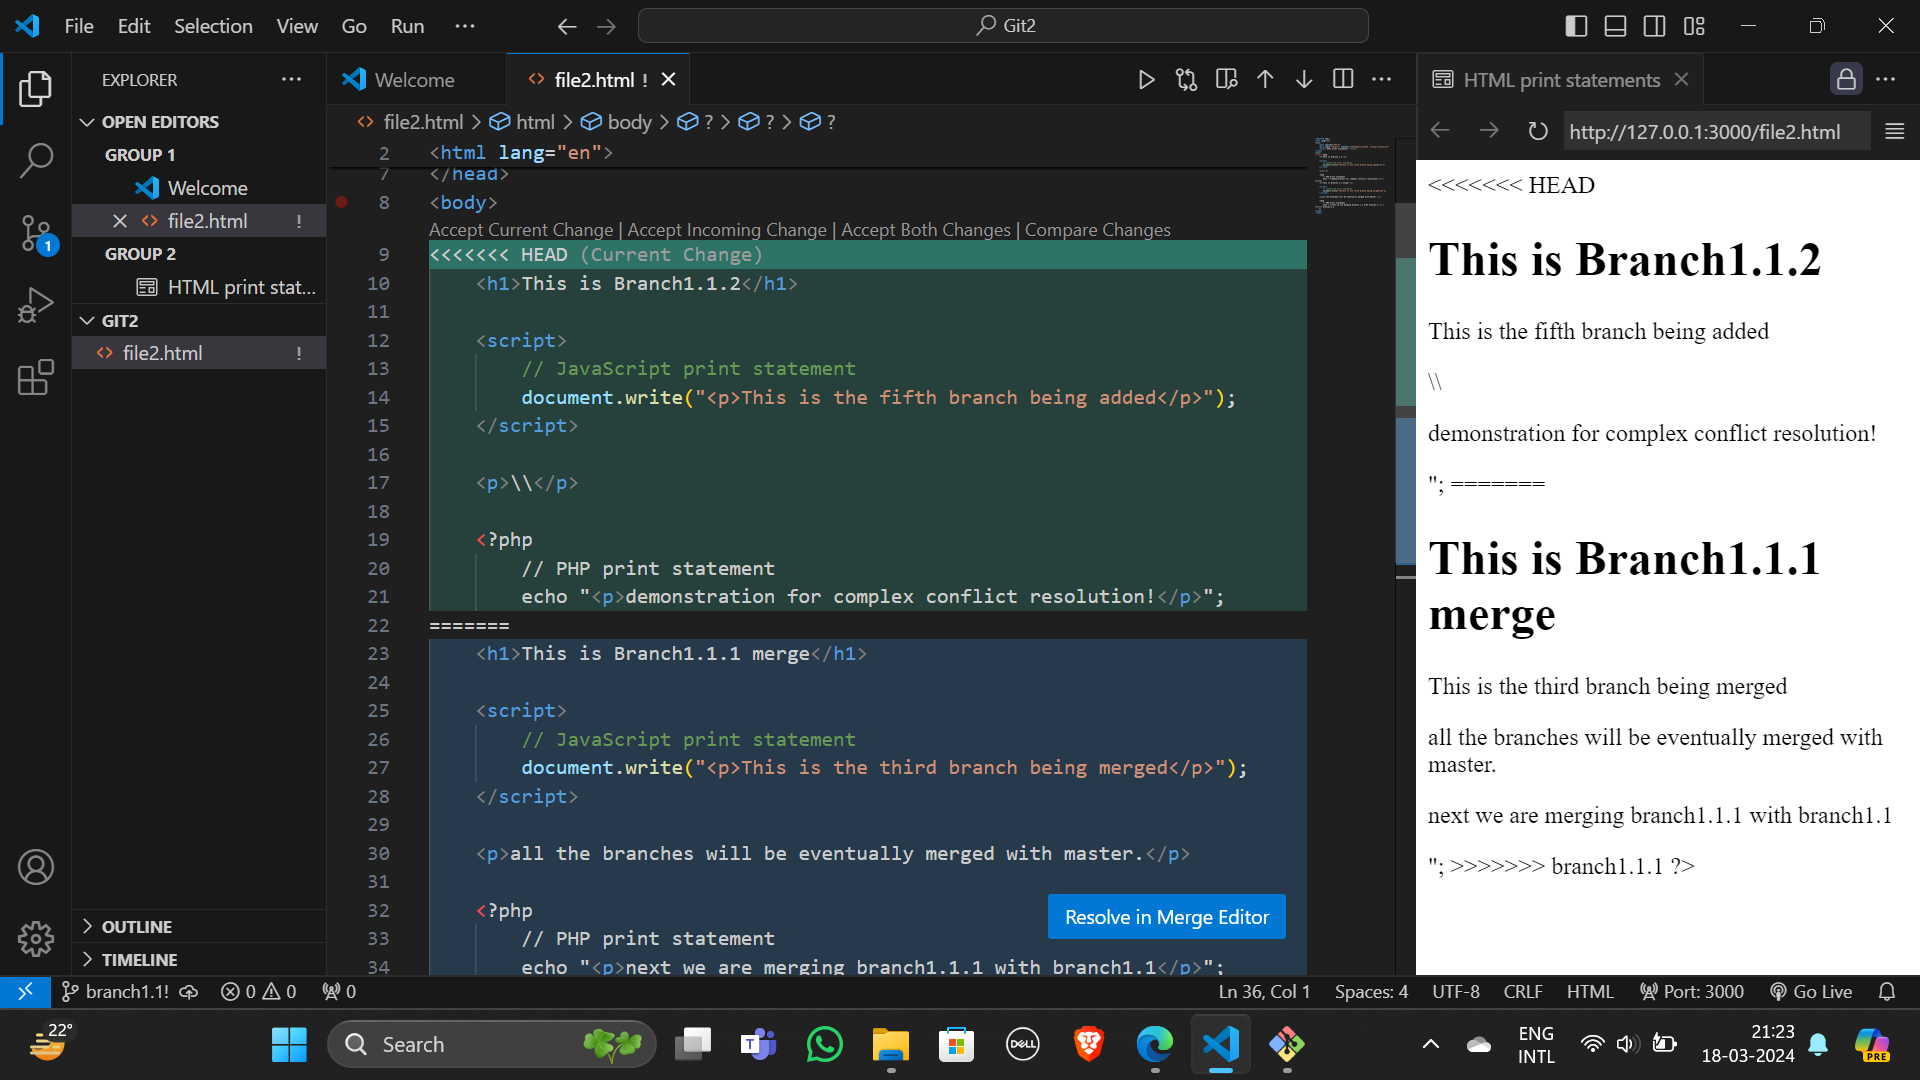 File Edit Selection View Go Run ···
Git2
EXPLORER
OPEN EDITORS
GROUP 1
Welcome
file2.html !
GROUP 2
HTML print stat...
GIT2
file2.html !
OUTLINE
TIMELINE
1
Welcome
file2.html !
file2.html > html > body > ? > ? > ?
2 <html lang="en">
7 </head>
8 <body>
Accept Current Change | Accept Incoming Change | Accept Both Changes | Compare Changes
9 <<<<<<< HEAD (Current Change)
10 <h1>This is Branch1.1.2</h1>
11
12 <script>
13 // JavaScript print statement
14 document.write("<p>This is the fifth branch being added</p>");
15 </script>
16
17 <p>\\</p>
18
19 <?php
20 // PHP print statement
21 echo "<p>demonstration for complex conflict resolution!</p>";
22 =======
23 <h1>This is Branch1.1.1 merge</h1>
24
25 <script>
26 // JavaScript print statement
27 document.write("<p>This is the third branch being merged</p>");
28 </script>
29
30 <p>all the branches will be eventually merged with master.</p>
31
32 <?php
33 // PHP print statement
34 echo "<p>next we are merging branch1.1.1 with branch1.1</p>";
Resolve in Merge Editor
HTML print statements
http://127.0.0.1:3000/file2.html
<<<<<<< HEAD
This is Branch1.1.2
This is the fifth branch being added
\\
demonstration for complex conflict resolution!
"; =======
This is Branch1.1.1
merge
This is the third branch being merged
all the branches will be eventually merged with
master.
next we are merging branch1.1.1 with branch1.1
"; >>>>>>> branch1.1.1 ?>
branch1.1! 0 0 0
Ln 36, Col 1 Spaces: 4 UTF-8 CRLF HTML Port: 3000 Go Live
22°
Search
T
DELL
ENG
INTL
21:23
18-03-2024
PRE